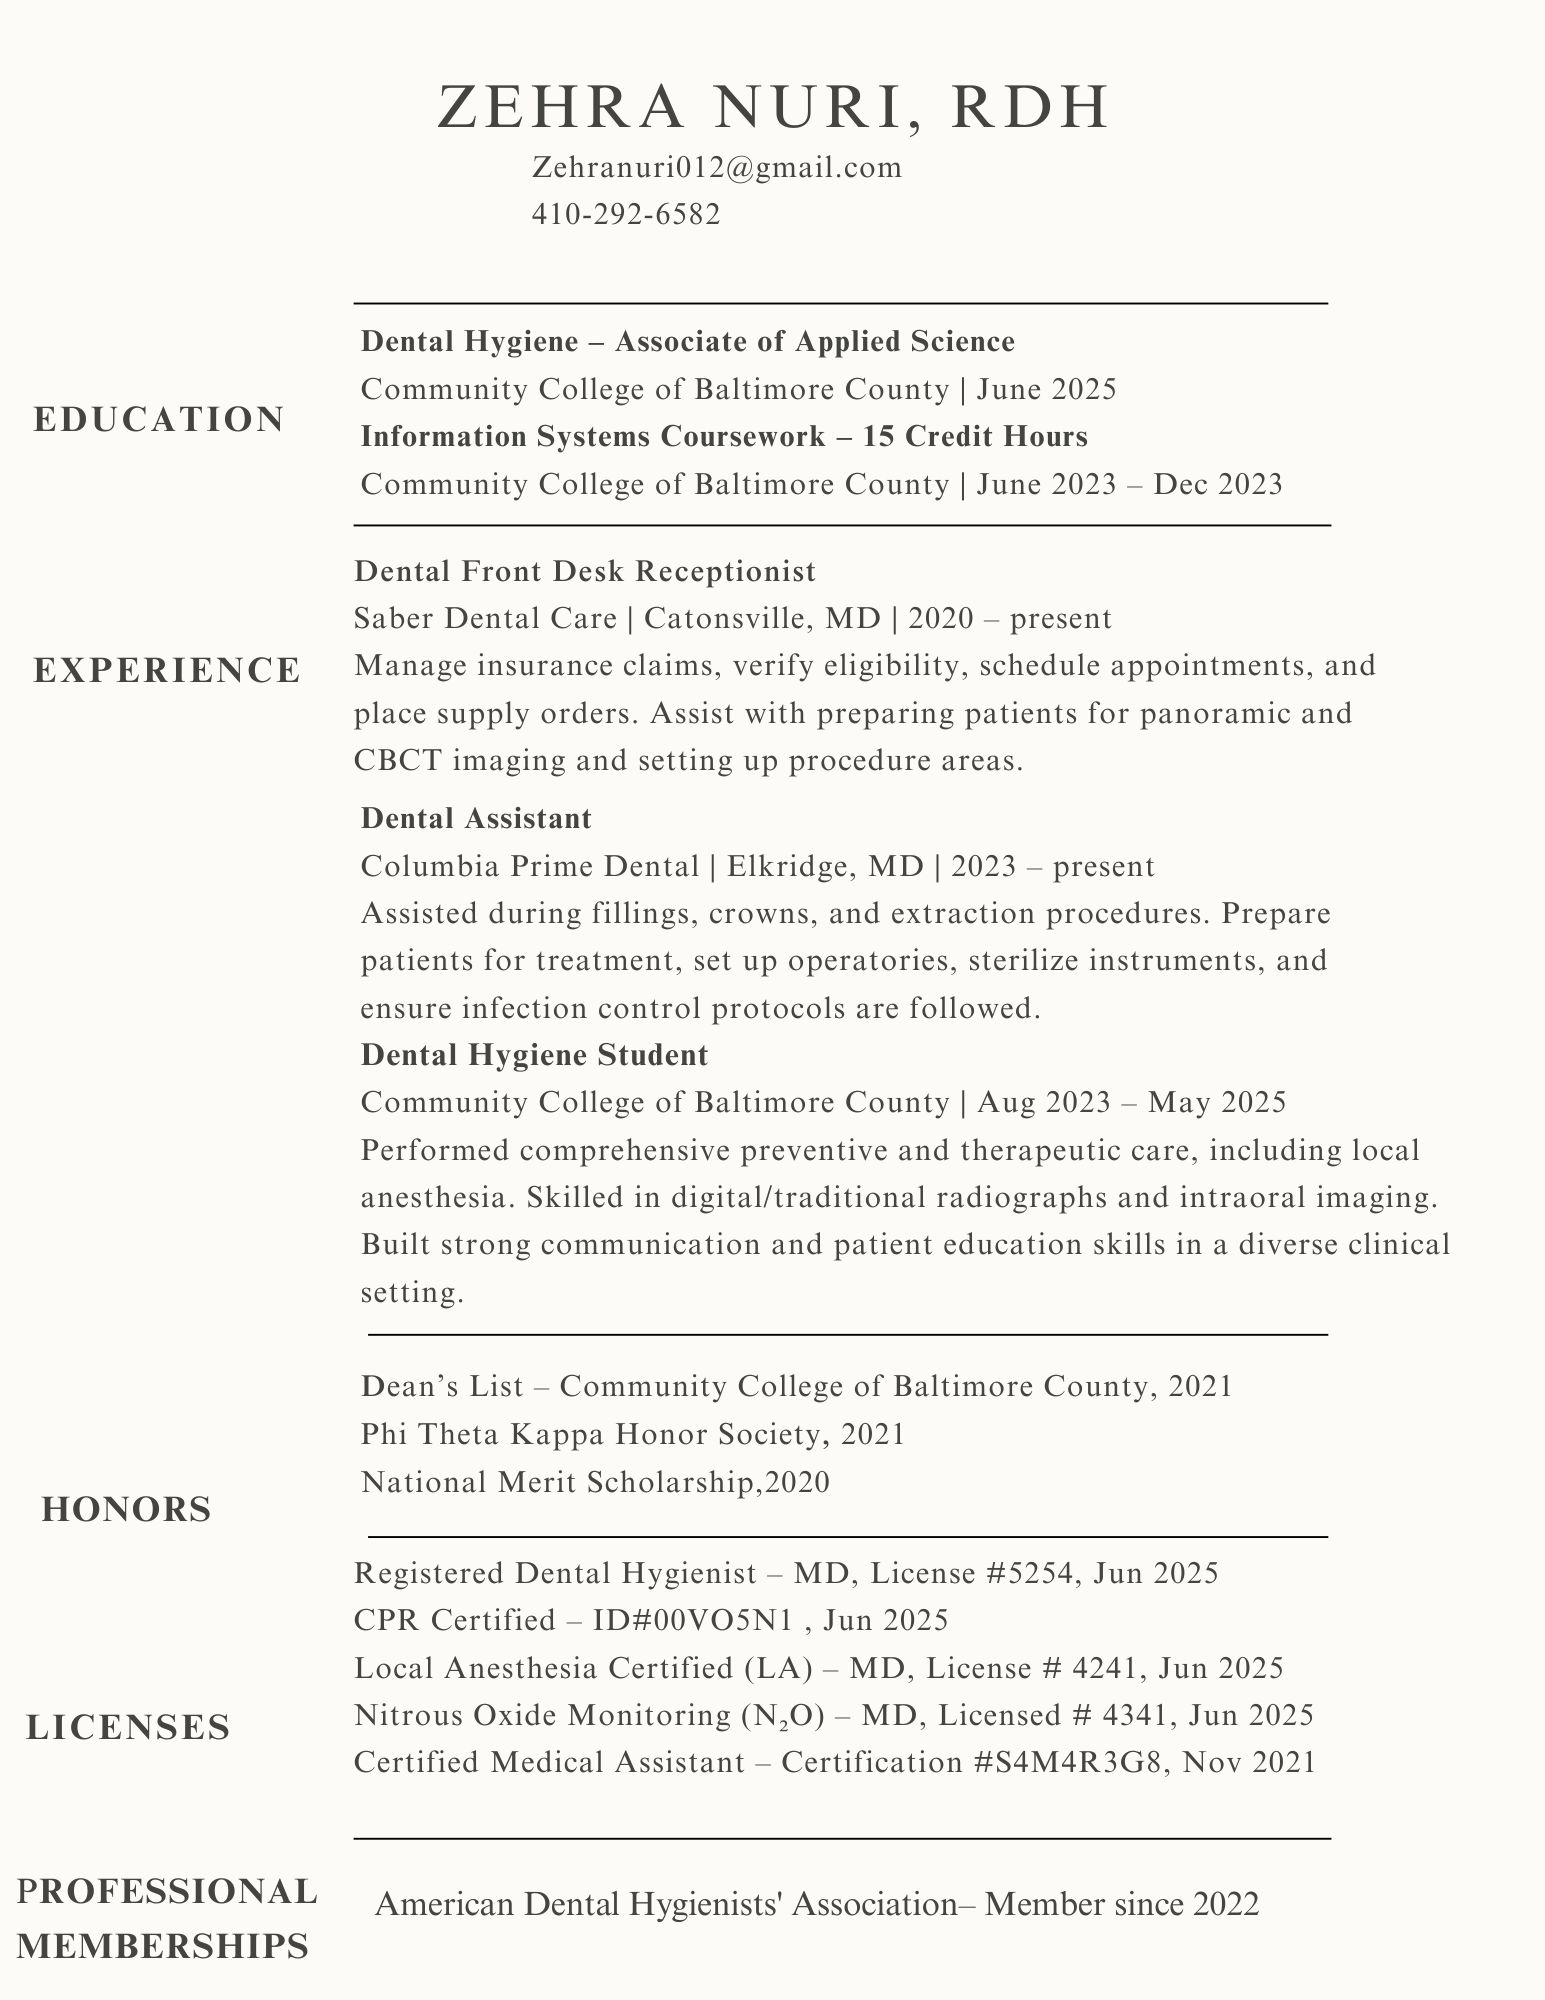 ZEHRA NURI, RDH
Zehranuri012@gmail.com
410-292-6582
EDUCATION
Dental Hygiene – Associate of Applied Science
Community College of Baltimore County | June 2025
Information Systems Coursework – 15 Credit Hours
Community College of Baltimore County | June 2023 – Dec 2023
EXPERIENCE
Dental Front Desk Receptionist
Saber Dental Care | Catonsville, MD | 2020 – present
Manage insurance claims, verify eligibility, schedule appointments, and
place supply orders. Assist with preparing patients for panoramic and
CBCT imaging and setting up procedure areas.
Dental Assistant
Columbia Prime Dental | Elkridge, MD | 2023 – present
Assisted during fillings, crowns, and extraction procedures. Prepare
patients for treatment, set up operatories, sterilize instruments, and
ensure infection control protocols are followed.
Dental Hygiene Student
Community College of Baltimore County | Aug 2023 – May 2025
Performed comprehensive preventive and therapeutic care, including local
anesthesia. Skilled in digital/traditional radiographs and intraoral imaging.
Built strong communication and patient education skills in a diverse clinical
setting.
HONORS
Dean’s List – Community College of Baltimore County, 2021
Phi Theta Kappa Honor Society, 2021
National Merit Scholarship,2020
LICENSES
Registered Dental Hygienist – MD, License #5254, Jun 2025
CPR Certified – ID#00VO5N1 , Jun 2025
Local Anesthesia Certified (LA) – MD, License # 4241, Jun 2025
Nitrous Oxide Monitoring (N₂O) – MD, Licensed # 4341, Jun 2025
Certified Medical Assistant – Certification #S4M4R3G8, Nov 2021
PROFESSIONAL
MEMBERSHIPS
American Dental Hygienists' Association– Member since 2022